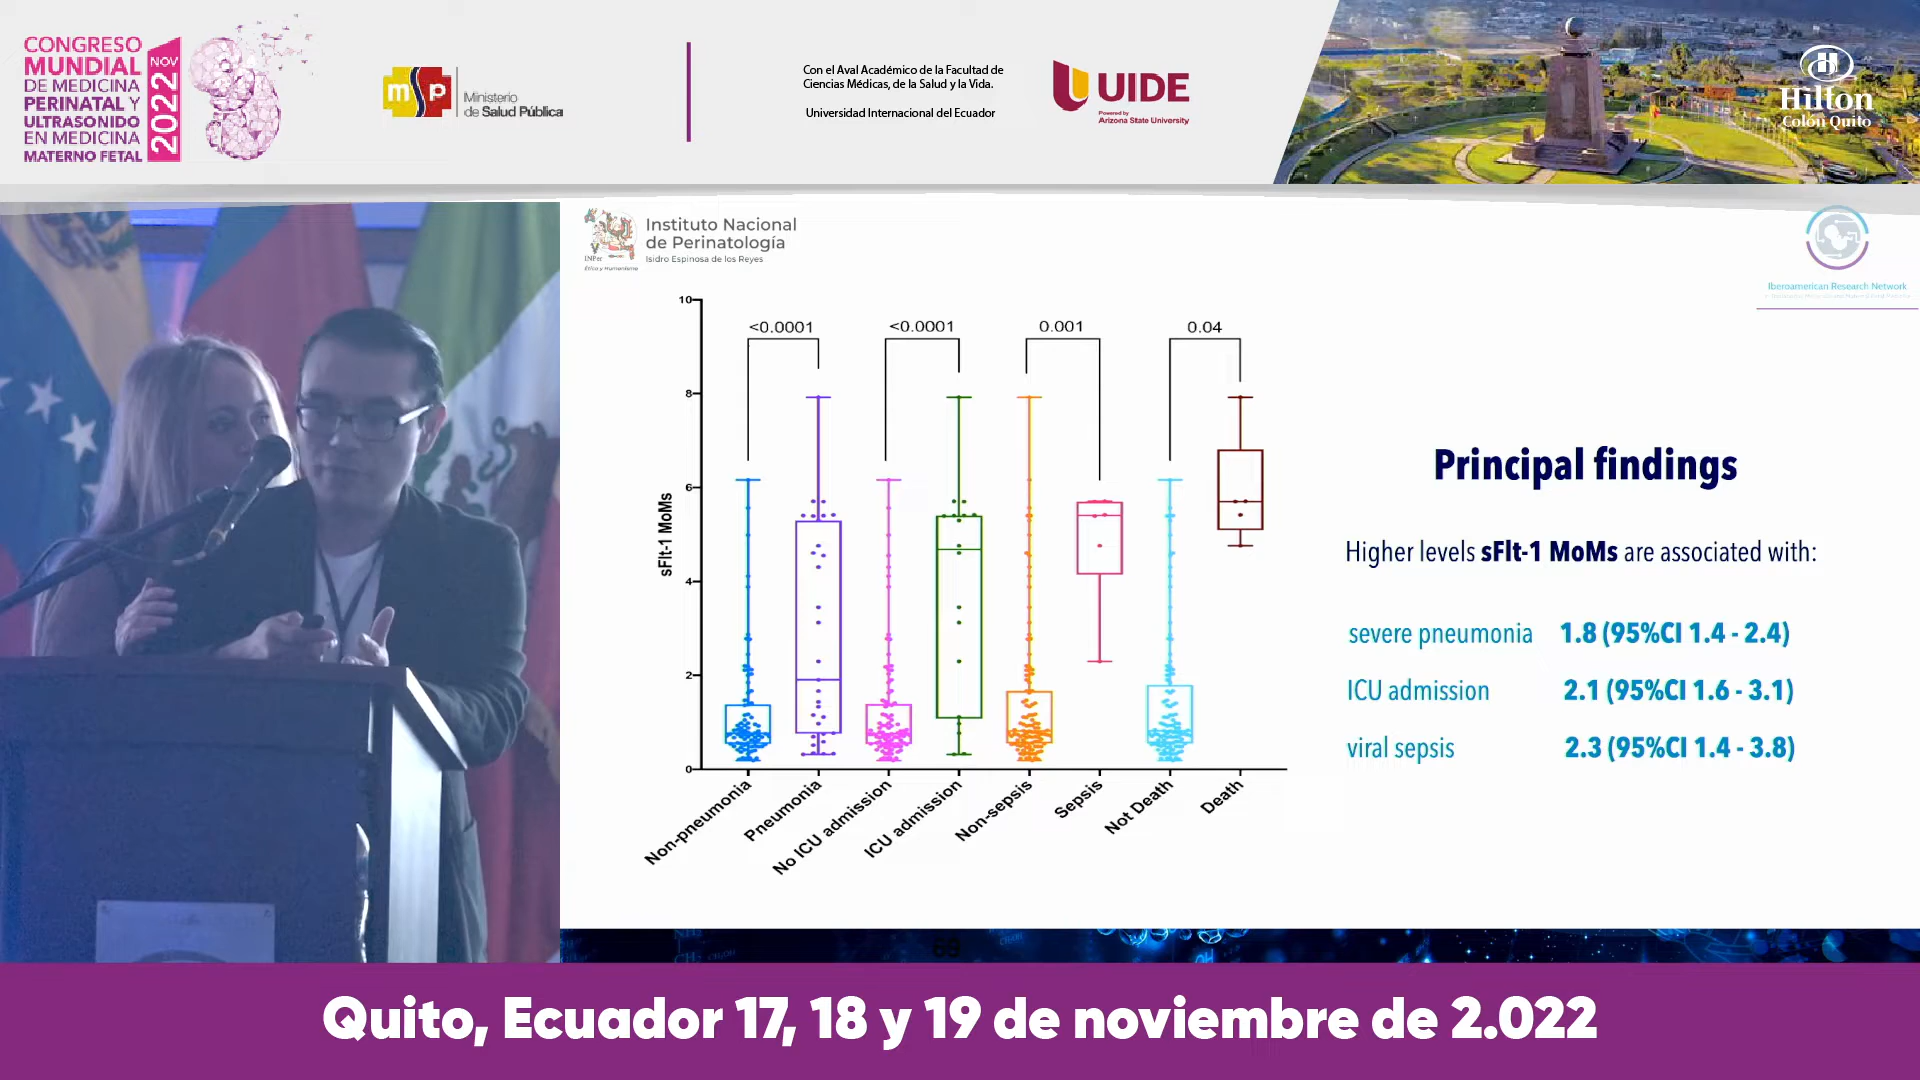 CONGRESO
MUNDIAL
DE MEDICINA
PERINATAL Y
ULTRASONIDO
EN MEDICINA
MATERNO FETAL
NOV
2022
msp
Ministerio
de Salud Pública
Con el Aval Académico de la Facultad de
Ciencias Médicas, de la Salud y la Vida.
Universidad Internacional del Ecuador
UIDE
Powered by
Arizona State University
Hilton
Colón Quito
Instituto Nacional
de Perinatología
Isidro Espinosa de los Reyes
INPer
Ética y Humanismo
Iberoamerican Research Network
10
8
6
4
2
0
sFlt-1 MoMs
<0.0001
<0.0001
0.001
0.04
Non-pneumonia
Pneumonia
No ICU admission
ICU admission
Non-sepsis
Sepsis
Not Death
Death
Principal findings
Higher levels sFlt-1 MoMs are associated with:
severe pneumonia 1.8 (95%CI 1.4 - 2.4)
ICU admission 2.1 (95%CI 1.6 - 3.1)
viral sepsis 2.3 (95%CI 1.4 - 3.8)
63
Quito, Ecuador 17, 18 y 19 de noviembre de 2.022